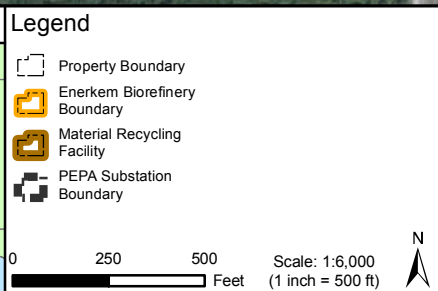 Legend
Property Boundary
Enerkem Biorefinery
Boundary
Material Recycling
Facility
PEPA Substation
Boundary
N
0 250 500
Feet
Scale: 1:6,000
(1 inch = 500 ft)